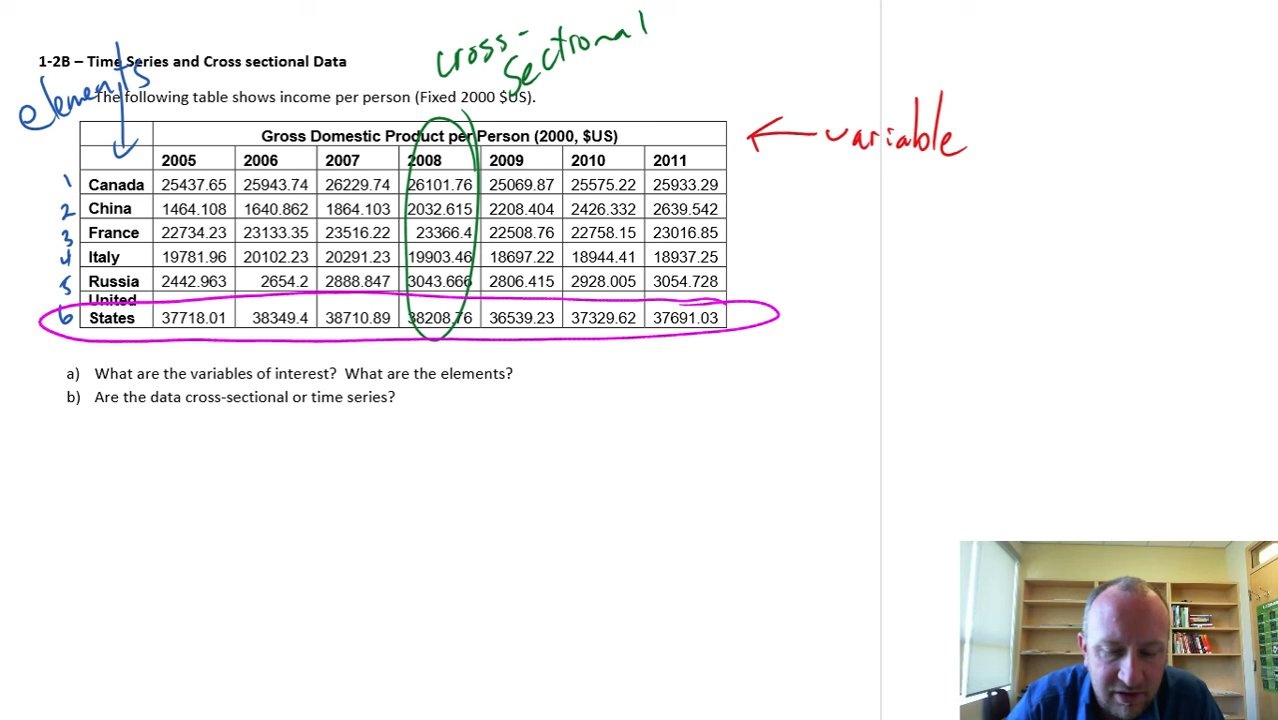 cross-
sectional
1-2B – Time Series and Cross sectional Data
elements
The following table shows income per person (Fixed 2000 $US).
Gross Domestic Product per Person (2000, $US)
variable
2005 2006 2007 2008 2009 2010 2011
1 Canada 25437.65 25943.74 26229.74 26101.76 25069.87 25575.22 25933.29
2 China 1464.108 1640.862 1864.103 2032.615 2208.404 2426.332 2639.542
3 France 22734.23 23133.35 23516.22 23366.4 22508.76 22758.15 23016.85
4 Italy 19781.96 20102.23 20291.23 19903.46 18697.22 18944.41 18937.25
5 Russia 2442.963 2654.2 2888.847 3043.666 2806.415 2928.005 3054.728
United
6 States 37718.01 38349.4 38710.89 38208.76 36539.23 37329.62 37691.03
a) What are the variables of interest? What are the elements?
b) Are the data cross-sectional or time series?